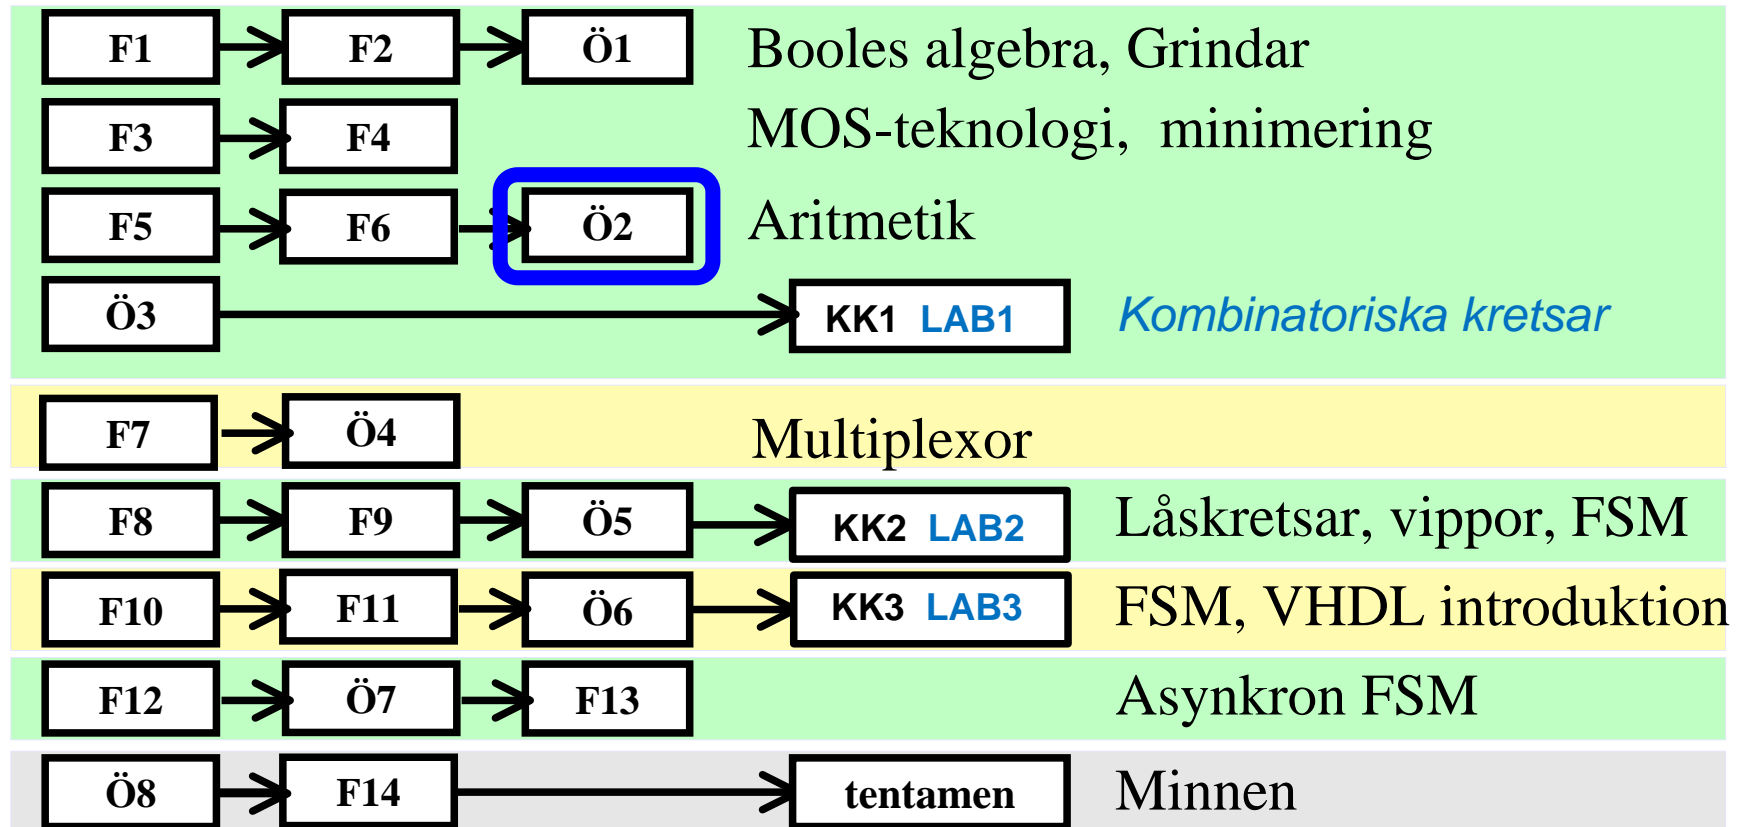 F1 F2 Ö1 Booles algebra, Grindar
F3 F4 MOS-teknologi, minimering
F5 F6 Ö2 Aritmetik
Ö3 KK1 LAB1 Kombinatoriska kretsar
F7 Ö4 Multiplexor
F8 F9 Ö5 KK2 LAB2 Låskretsar, vippor, FSM
F10 F11 Ö6 KK3 LAB3 FSM, VHDL introduktion
F12 Ö7 F13 Asynkron FSM
Ö8 F14 tentamen Minnen